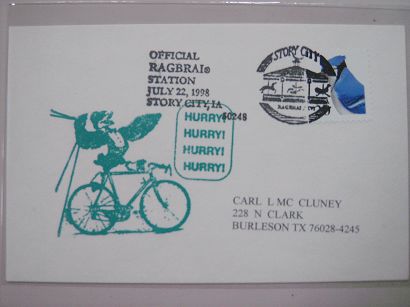 OFFICIAL
RAGBRAI®
STATION
JULY 22, 1998
STORY CITY, IA
50248
STORY CITY
RAGBRAI
HURRY!
HURRY!
HURRY!
HURRY!
CARL L MC CLUNEY
228 N CLARK
BURLESON TX 76028-4245